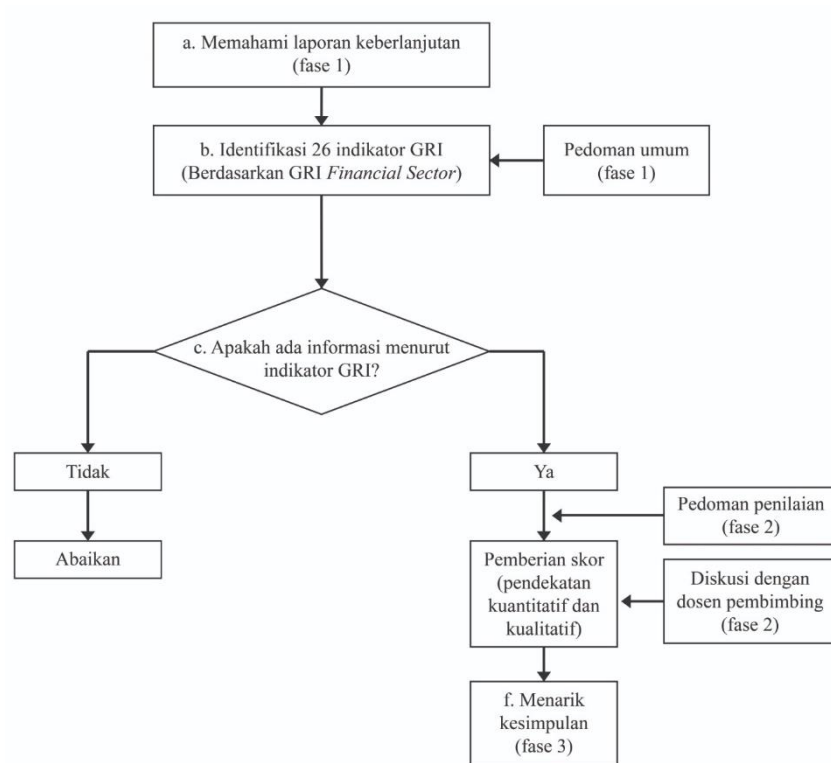 a. Memahami laporan keberlanjutan
(fase 1)
b. Identifikasi 26 indikator GRI
(Berdasarkan GRI Financial Sector)
Pedoman umum
(fase 1)
c. Apakah ada informasi menurut
indikator GRI?
Tidak
Ya
Abaikan
Pedoman penilaian
(fase 2)
Pemberian skor
(pendekatan
kuantitatif dan
kualitatif)
Diskusi dengan
dosen pembimbing
(fase 2)
f. Menarik
kesimpulan
(fase 3)